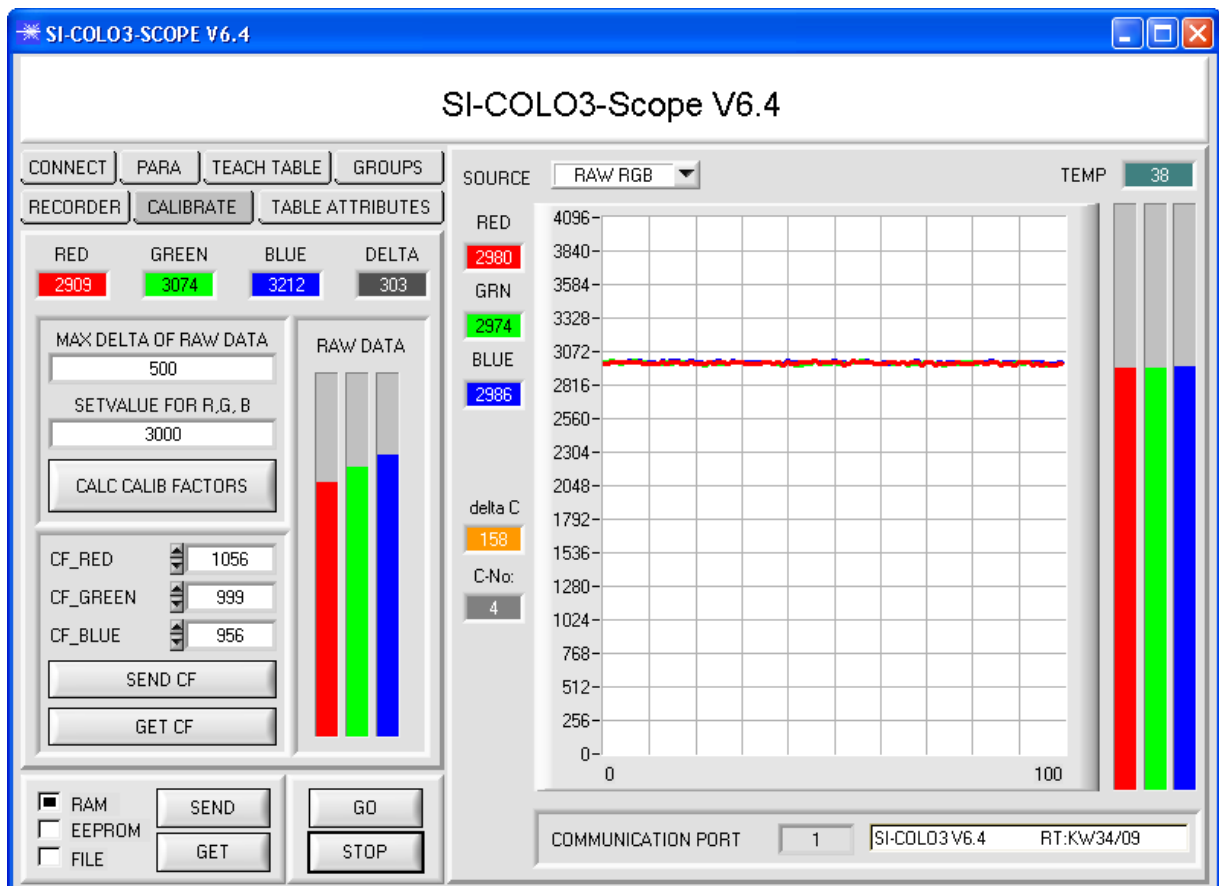 SI-COLO3-SCOPE V6.4
SI-COLO3-Scope V6.4
CONNECT PARA TEACH TABLE GROUPS
RECORDER CALIBRATE TABLE ATTRIBUTES
RED GREEN BLUE DELTA
2909 3074 3212 303
MAX DELTA OF RAW DATA
500
SETVALUE FOR R,G, B
3000
CALC CALIB FACTORS
RAW DATA
CF_RED 1056
CF_GREEN 999
CF_BLUE 956
SEND CF
GET CF
RAM
EEPROM
FILE
SEND
GET
GO
STOP
SOURCE RAW RGB TEMP 38
RED
2980
GRN
2974
BLUE
2986
delta C
158
C-No:
4
4096
3840
3584
3328
3072
2816
2560
2304
2048
1792
1536
1280
1024
768
512
256
0
0 100
COMMUNICATION PORT 1 SI-COLO3 V6.4 RT:KW34/09